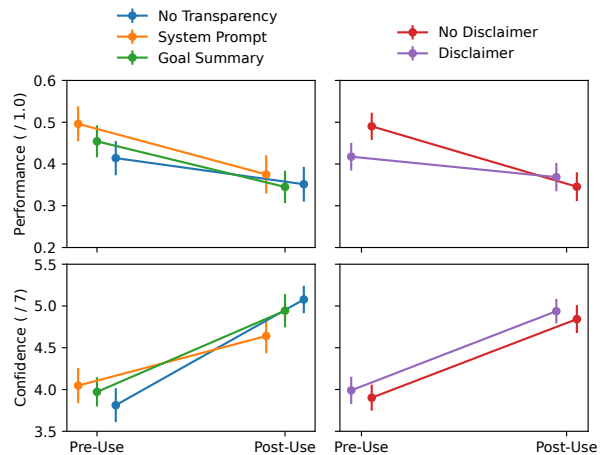 No Transparency
System Prompt
Goal Summary
No Disclaimer
Disclaimer
Performance ( / 1.0)
0.6
0.5
0.4
0.3
0.2
Confidence ( / 7)
5.5
5.0
4.5
4.0
3.5
Pre-Use
Post-Use
Pre-Use
Post-Use